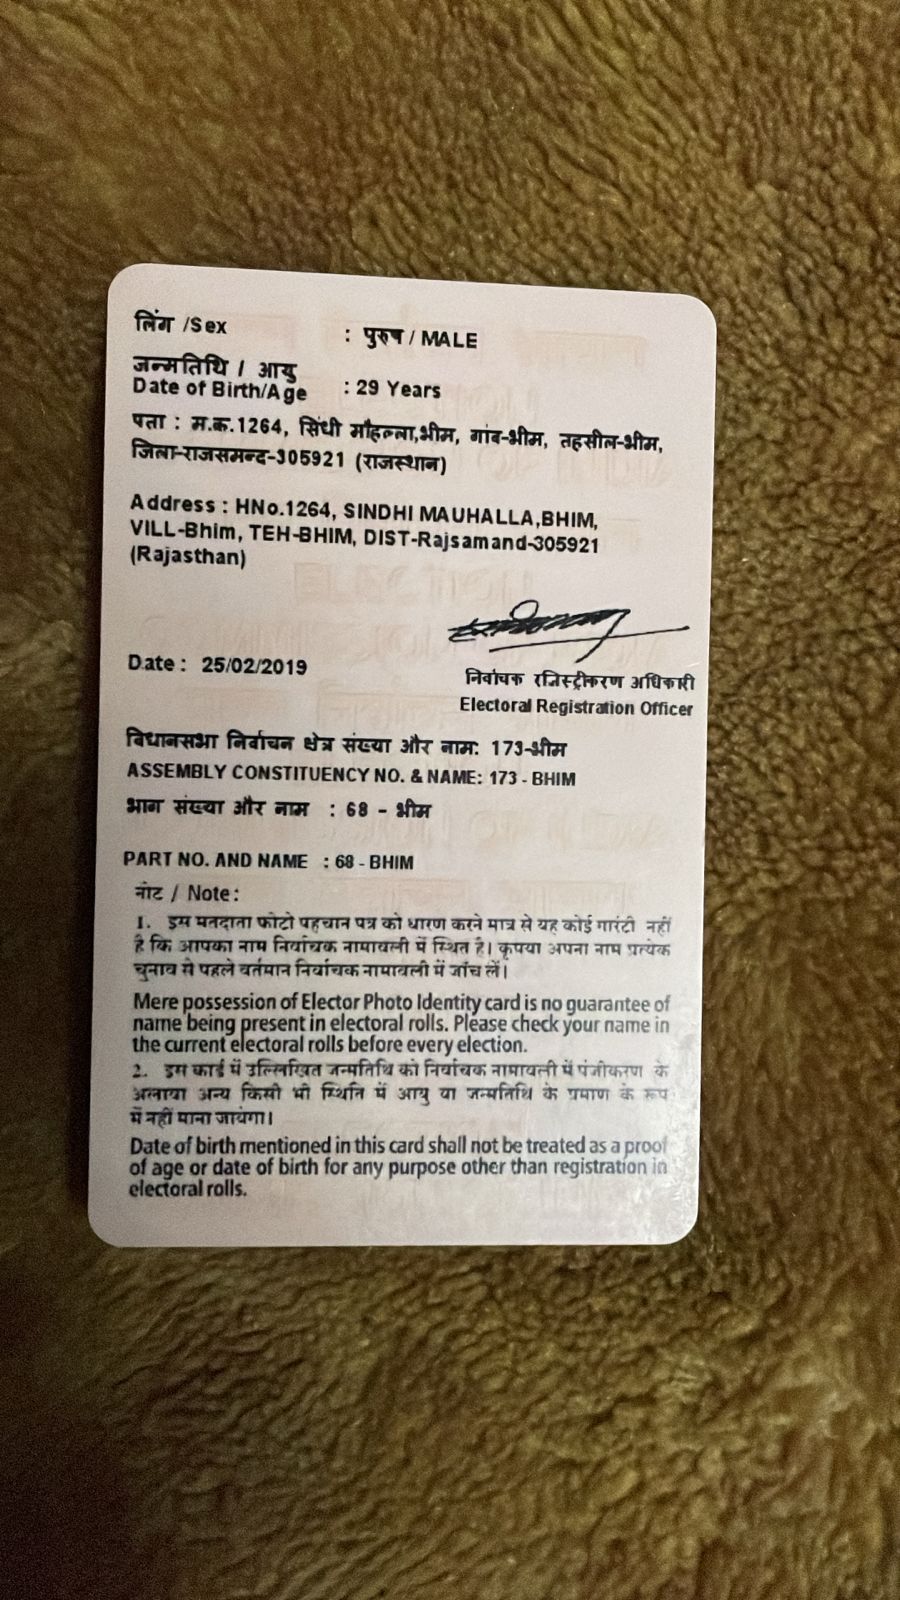 लिंग /Sex : पुरुष / MALE
जन्मतिथि / आयु
Date of Birth/Age : 29 Years
पता : म.क.1264, सिंधी मौहल्ला,भीम, गांव-भीम, तहसील-भीम,
जिला-राजसमन्द-305921 (राजस्थान)
Address : HNo.1264, SINDHI MAUHALLA,BHIM,
VILL-Bhim, TEH-BHIM, DIST-Rajsamand-305921
(Rajasthan)
Date : 25/02/2019
निर्वाचक रजिस्ट्रीकरण अधिकारी
Electoral Registration Officer
विधानसभा निर्वाचन क्षेत्र संख्या और नाम: 173-भीम
ASSEMBLY CONSTITUENCY NO. & NAME: 173 - BHIM
भाग संख्या और नाम : 68 - भीम
PART NO. AND NAME : 68 - BHIM
नोट / Note:
1. इस मतदाता फोटो पहचान पत्र को धारण करने मात्र से यह कोई गारंटी नहीं
है कि आपका नाम निर्वाचक नामावली में स्थित है। कृपया अपना नाम प्रत्येक
चुनाव से पहले वर्तमान निर्वाचक नामावली में जाँच लें।
Mere possession of Elector Photo Identity card is no guarantee of
name being present in electoral rolls. Please check your name in
the current electoral rolls before every election.
2. इस कार्ड में उल्लिखित जन्मतिथि को निर्वाचक नामावली में पंजीकरण के
अलावा अन्य किसी भी स्थिति में आयु या जन्मतिथि के प्रमाण के रूप
में नहीं माना जायेगा।
Date of birth mentioned in this card shall not be treated as a proof
of age or date of birth for any purpose other than registration in
electoral rolls.